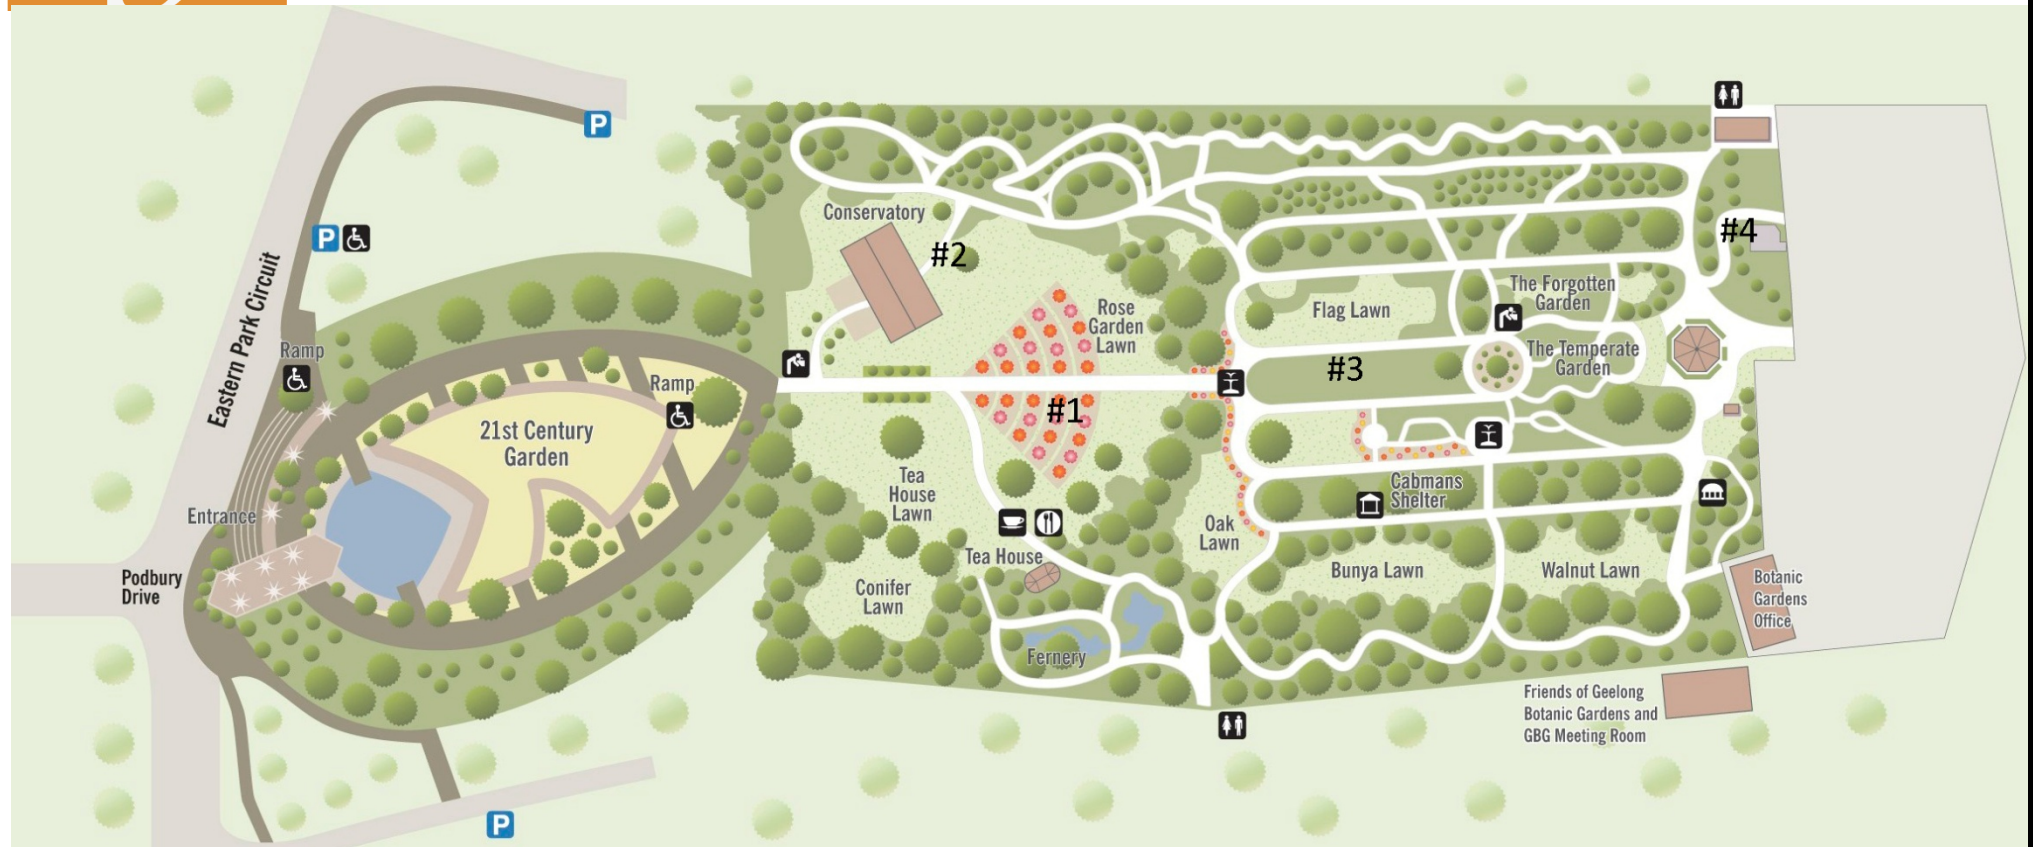 P
Conservatory
#2
#4
P
Eastern Park Circuit
Rose
Garden
Lawn
Flag Lawn
The Forgotten
Garden
Ramp
Ramp
#3
The Temperate
Garden
#1
21st Century
Garden
Tea
House
Lawn
Cabmans
Shelter
Entrance
Oak
Lawn
Tea House
Bunya Lawn
Walnut Lawn
Podbury
Drive
Conifer
Lawn
Botanic
Gardens
Office
Fernery
Friends of Geelong
Botanic Gardens and
GBG Meeting Room
P